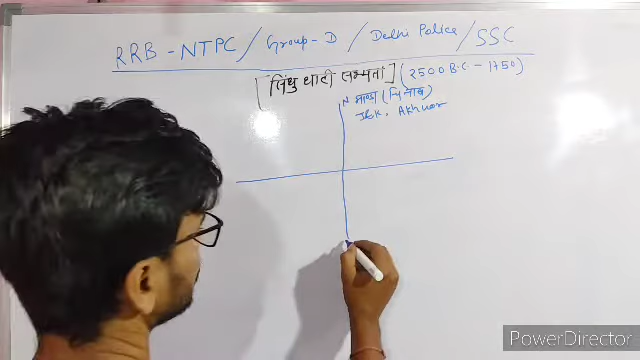 RRB - NTPC / Group - D / Delhi Police / SSC
[सिंधु घाटी सभ्यता] (2500 B.C - 1750)
N माण्डा (चिनाब)
J&K. Akhnoor
PowerDirector